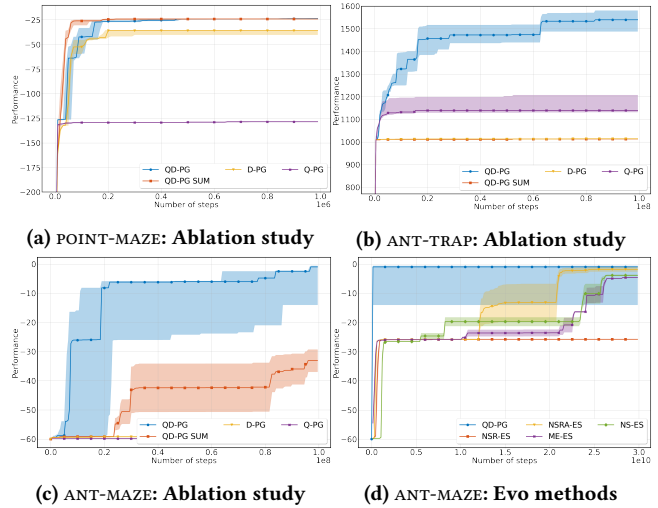 −25
−50
−75
−100
−125
−150
−175
−200
Performance
0.0
0.2
0.4
0.6
0.8
1.0
Number of steps
1e6
QD-PG
D-PG
Q-PG
QD-PG SUM
(a) POINT-MAZE: Ablation study
1600
1500
1400
1300
1200
1100
1000
900
800
Performance
0.0
0.2
0.4
0.6
0.8
1.0
Number of steps
1e8
QD-PG
D-PG
Q-PG
QD-PG SUM
(b) ANT-TRAP: Ablation study
0
−10
−20
−30
−40
−50
−60
Performance
0.0
0.2
0.4
0.6
0.8
1.0
Number of steps
1e8
QD-PG
D-PG
Q-PG
QD-PG SUM
(c) ANT-MAZE: Ablation study
0
−10
−20
−30
−40
−50
−60
Performance
0.0
0.5
1.0
1.5
2.0
2.5
3.0
Number of steps
1e10
QD-PG
NSRA-ES
NS-ES
NSR-ES
ME-ES
(d) ANT-MAZE: Evo methods